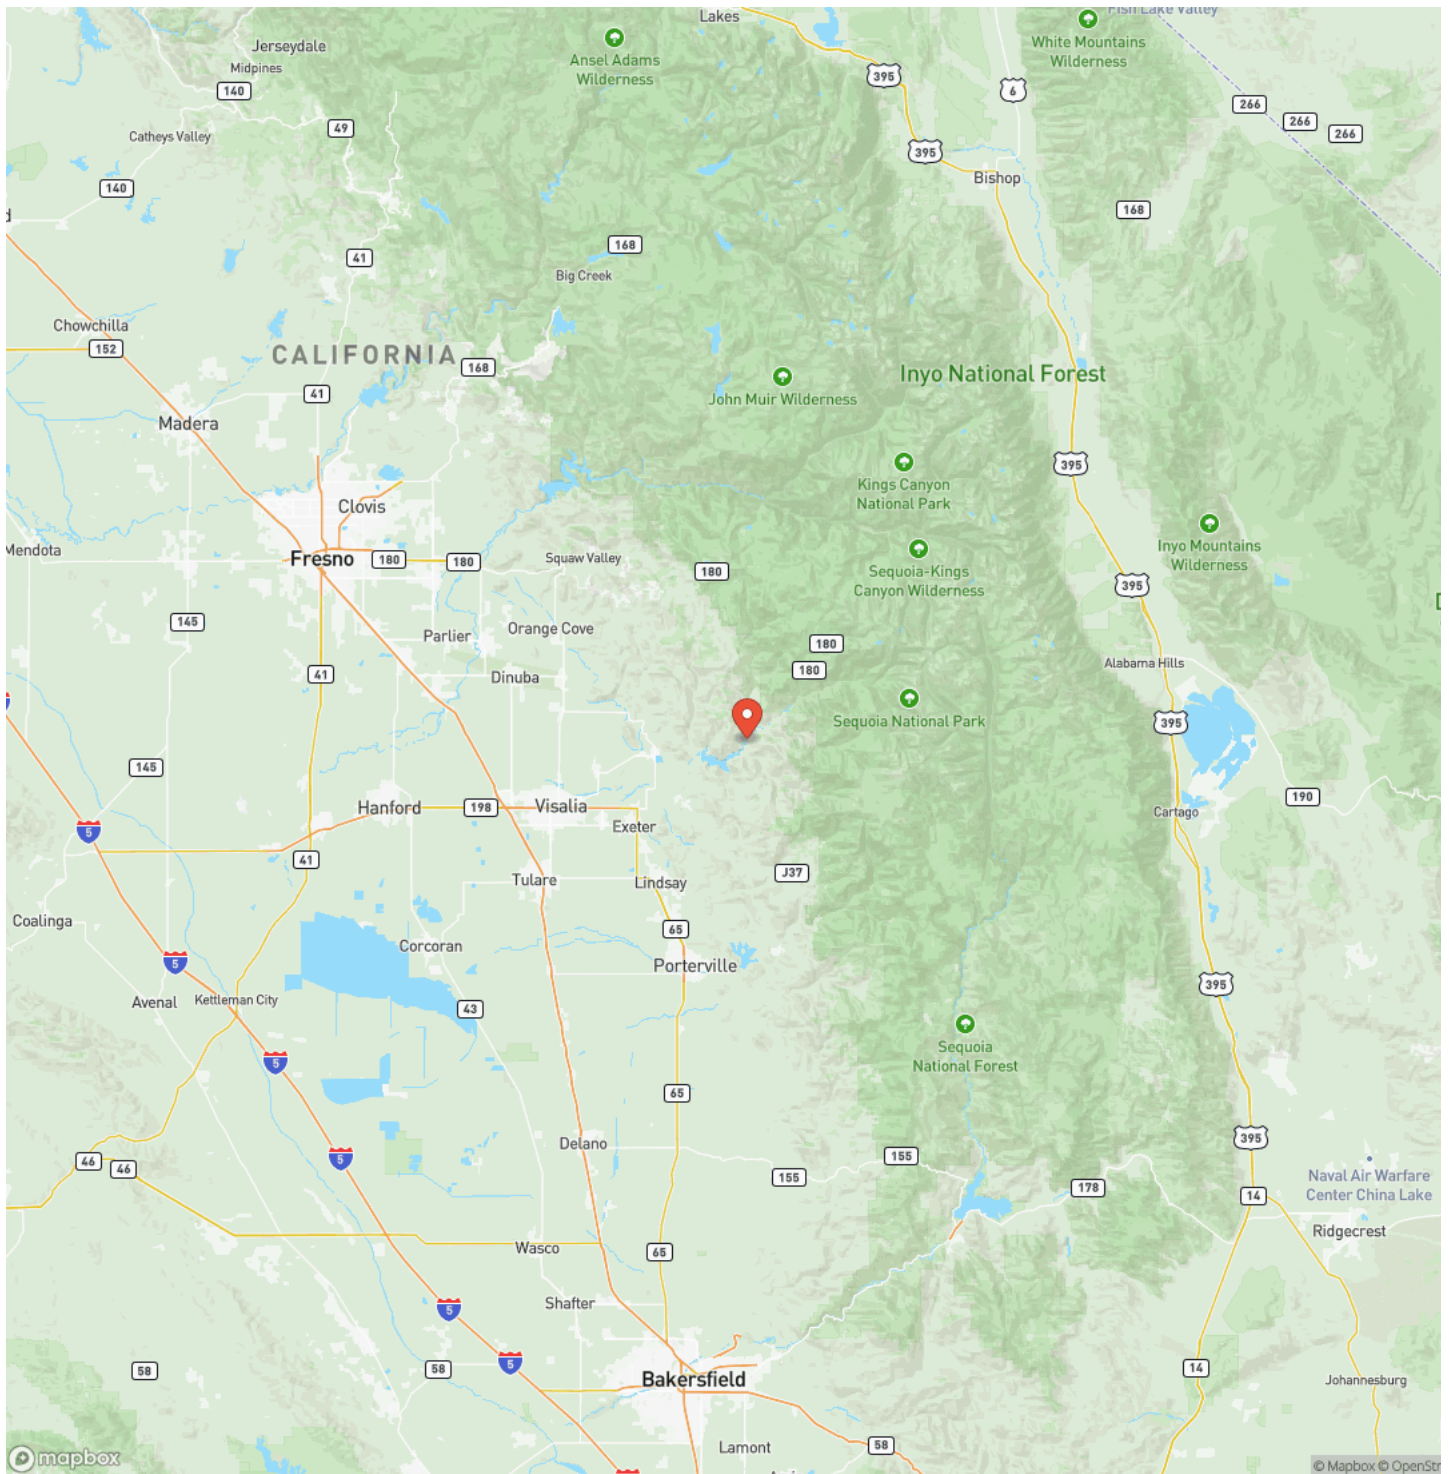 Lakes
Fish Lake Valley
Jerseydale
Ansel Adams
Wilderness
White Mountains
Wilderness
Midpines
395
6
140
266
266
266
49
Catheys Valley
395
Bishop
140
168
168
41
Big Creek
Chowchilla
152
CALIFORNIA
168
Inyo National Forest
41
John Muir Wilderness
Madera
395
Kings Canyon
National Park
Clovis
Mendota
Fresno
180
180
Squaw Valley
180
Sequoia-Kings
Canyon Wilderness
Inyo Mountains
Wilderness
395
145
Parlier
Orange Cove
180
180
Alabama Hills
41
Dinuba
Sequoia National Park
395
145
Hanford
198
Visalia
190
Cartago
5
Exeter
41
Tulare
Lindsay
J37
Coalinga
65
Corcoran
5
Porterville
395
Avenal
Kettleman City
43
Sequoia
National Forest
5
65
395
46
46
5
Delano
155
155
178
14
Naval Air Warfare
Center China Lake
Ridgecrest
Wasco
65
5
Shafter
58
58
5
14
Bakersfield
Johannesburg
Lamont
58
mapbox
© Mapbox © OpenStr